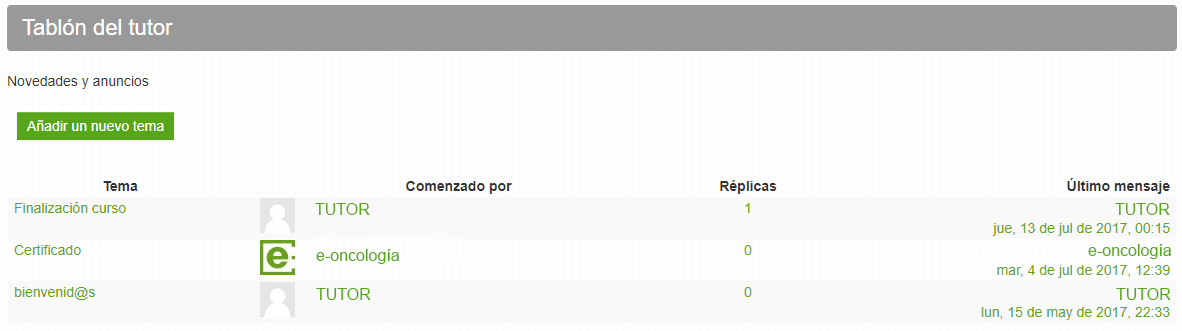 Tablón del tutor
Novedades y anuncios
Añadir un nuevo tema
Tema Comenzado por Réplicas Último mensaje
Finalización curso TUTOR 1 TUTOR
jue, 13 de jul de 2017, 00:15
Certificado e- e-oncología 0 e-oncología
mar, 4 de jul de 2017, 12:39
bienvenid@s TUTOR 0 TUTOR
lun, 15 de may de 2017, 22:33